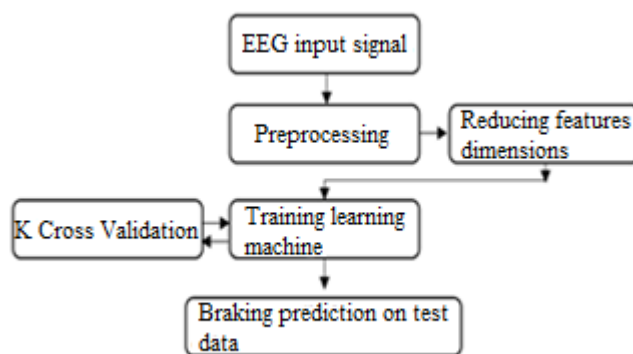 EEG input signal
Preprocessing
Reducing features
dimensions
K Cross Validation
Training learning
machine
Braking prediction on test
data